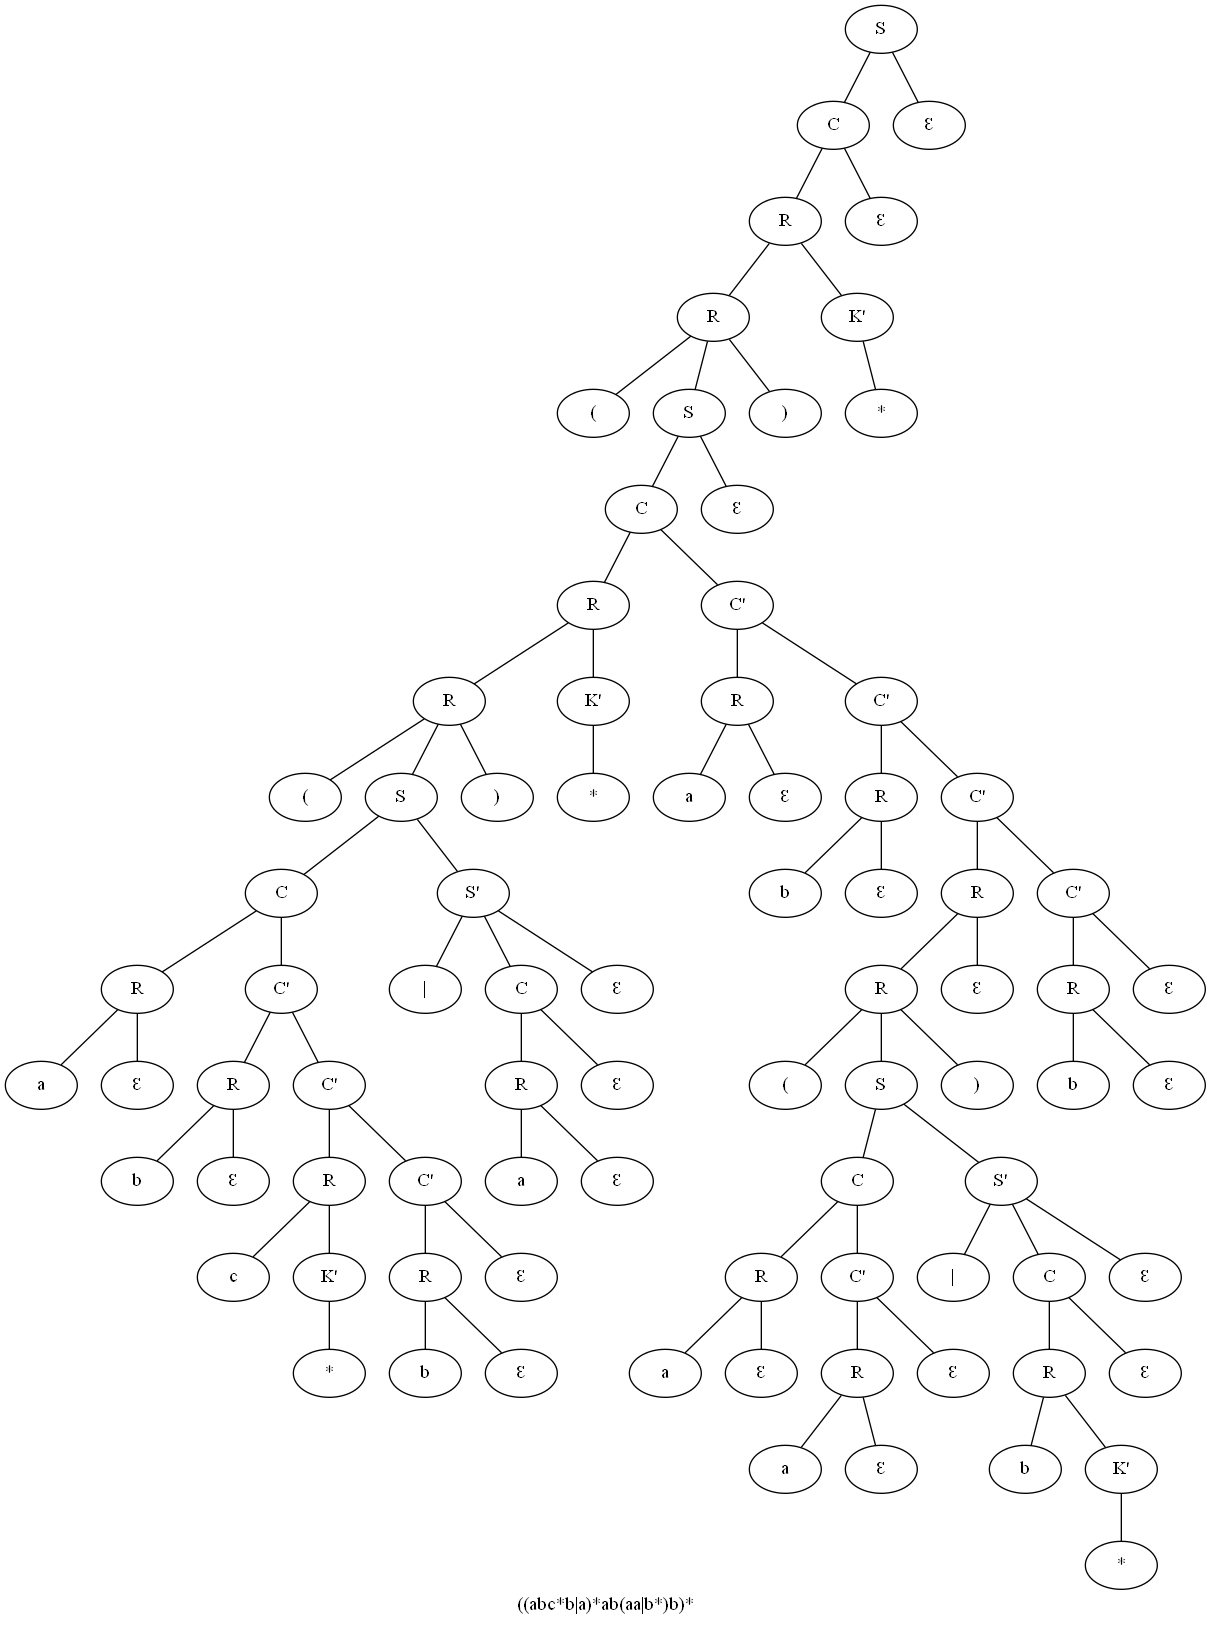 S
C ε
R ε
R K'
( S ) *
C ε
R C'
R K' R C'
( S ) * a ε R C'
C S' b ε R C'
R C' | C ε R ε R ε
a ε R C' R ε ( S ) b ε
b ε R C' a ε C S'
c K' R ε R C' | C ε
* b ε a ε R ε R ε
a ε b K'
*
((abc*b|a)*ab(aa|b*)b)*